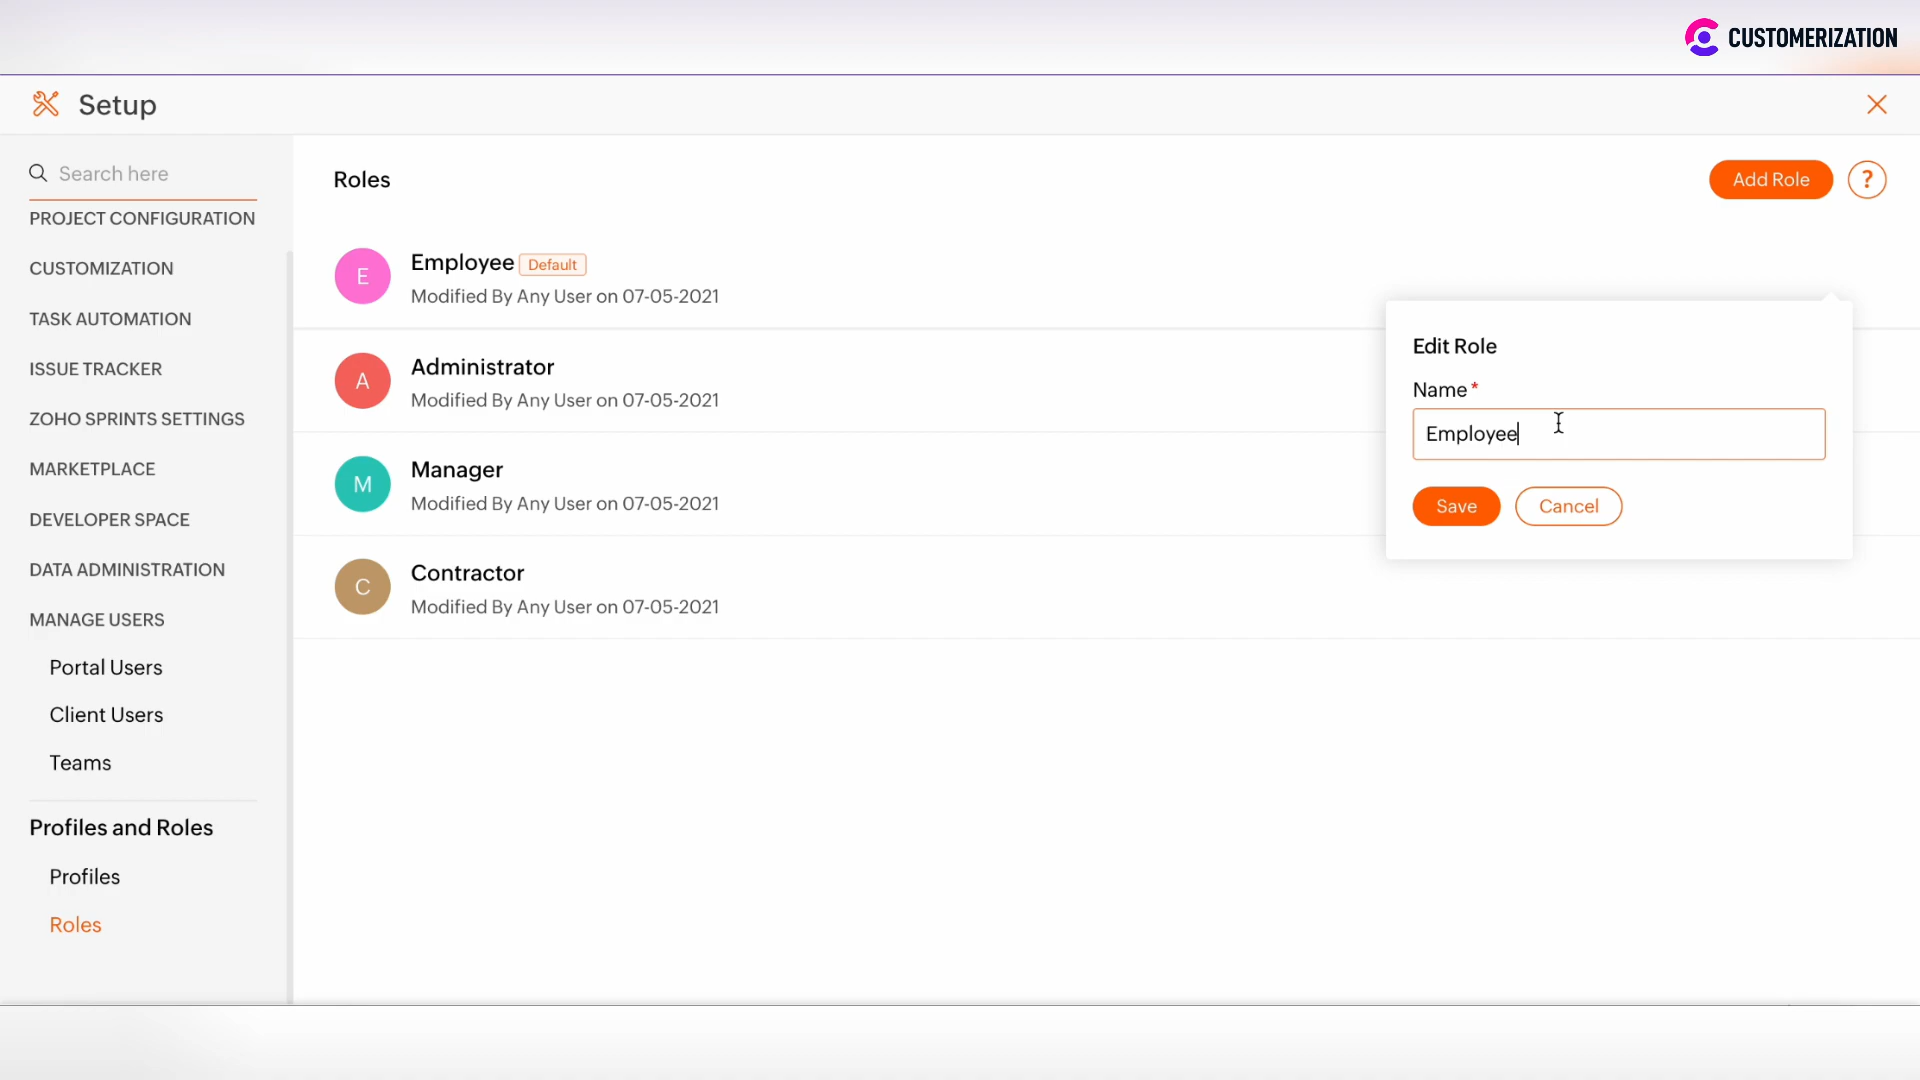 CUSTOMERIZATION
Setup
Search here
PROJECT CONFIGURATION
CUSTOMIZATION
TASK AUTOMATION
ISSUE TRACKER
ZOHO SPRINTS SETTINGS
MARKETPLACE
DEVELOPER SPACE
DATA ADMINISTRATION
MANAGE USERS
Portal Users
Client Users
Teams
Profiles and Roles
Profiles
Roles
Roles
Add Role
?
E
Employee Default
Modified By Any User on 07-05-2021
A
Administrator
Modified By Any User on 07-05-2021
M
Manager
Modified By Any User on 07-05-2021
C
Contractor
Modified By Any User on 07-05-2021
Edit Role
Name *
Employee
Save
Cancel